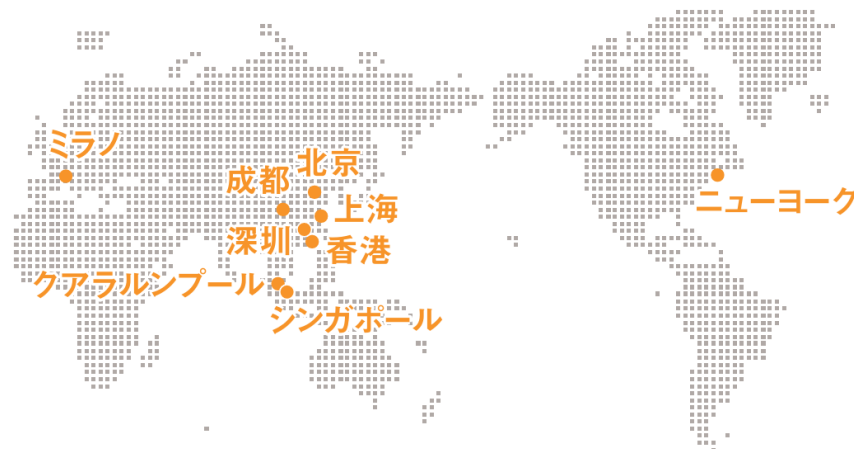 ミラノ
北京
成都
上海
ニューヨーク
深圳
香港
クアラルンプール
シンガポール